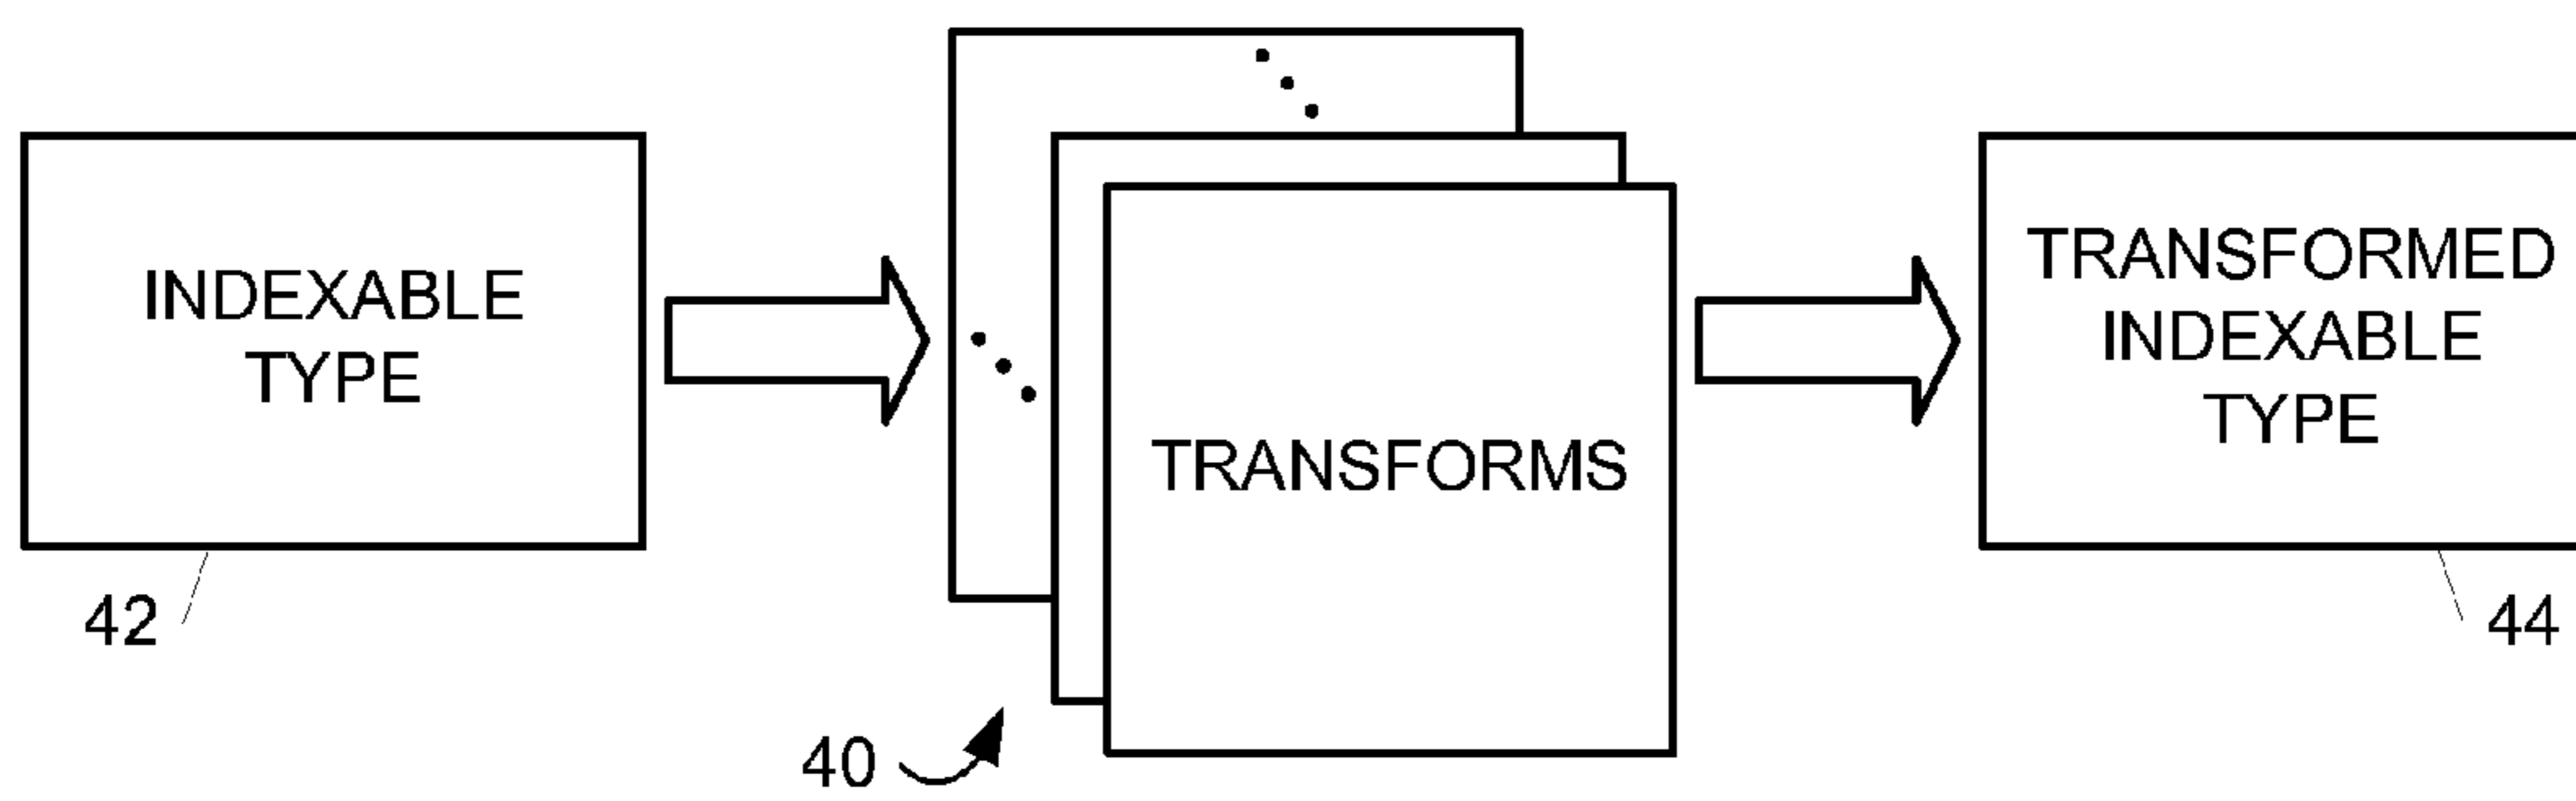 INDEXABLE
TYPE
42
TRANSFORMS
40
TRANSFORMED
INDEXABLE
TYPE
44